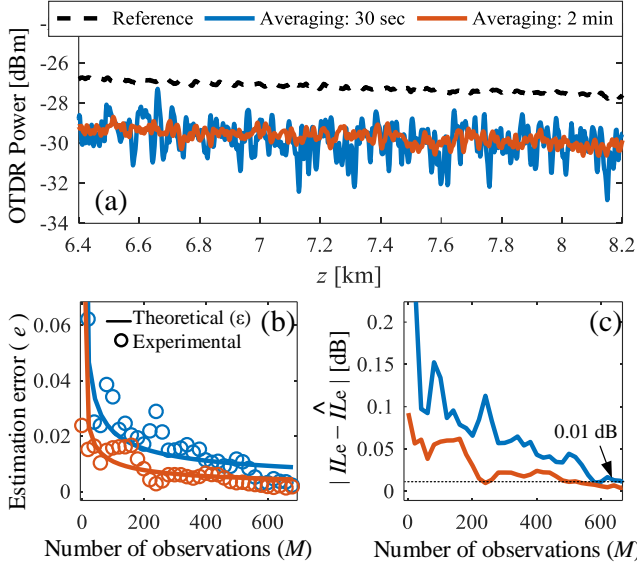 Reference Averaging: 30 sec Averaging: 2 min
OTDR Power [dBm]
-26
-28
-30
-32
-34
(a)
6.4 6.6 6.8 7 7.2 7.4 7.6 7.8 8 8.2
z [km]
Estimation error ( e )
0.06
0.04
0.02
0
Theoretical (ε)
Experimental
(b)
0 200 400 600
Number of observations (M)
| ILe − ÎLe | [dB]
0.2
0.15
0.1
0.05
0
(c)
0.01 dB
0 200 400 600
Number of observations (M)